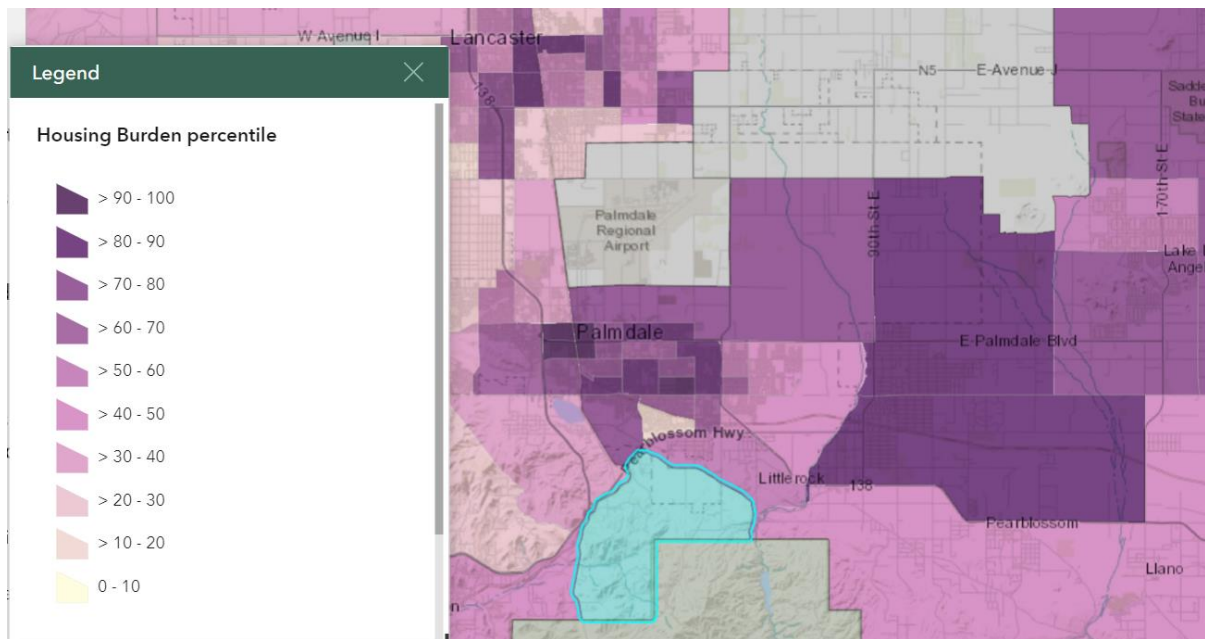 W Avenue I
Lancaster
Legend
138
N5
E Avenue J
Housing Burden percentile
> 90 - 100
> 80 - 90
> 70 - 80
> 60 - 70
> 50 - 60
> 40 - 50
> 30 - 40
> 20 - 30
> 10 - 20
0 - 10
170th St E
Palmdale
Regional
Airport
90th St E
Palmdale
E Palmdale Blvd
Pearblossom Hwy
Littlerock
138
Pearblossom
Llano